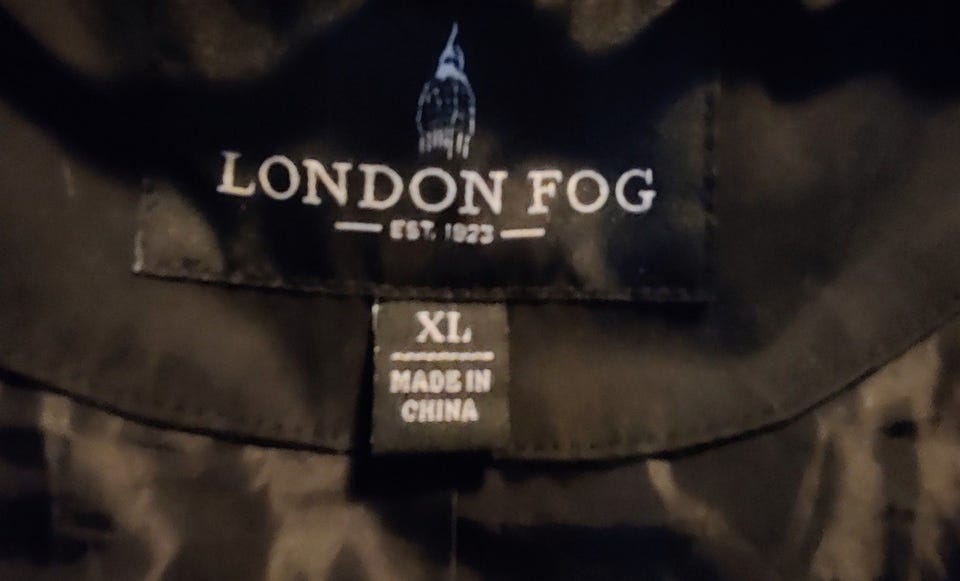 LONDON FOG
EST. 1923
XL
MADE IN
CHINA